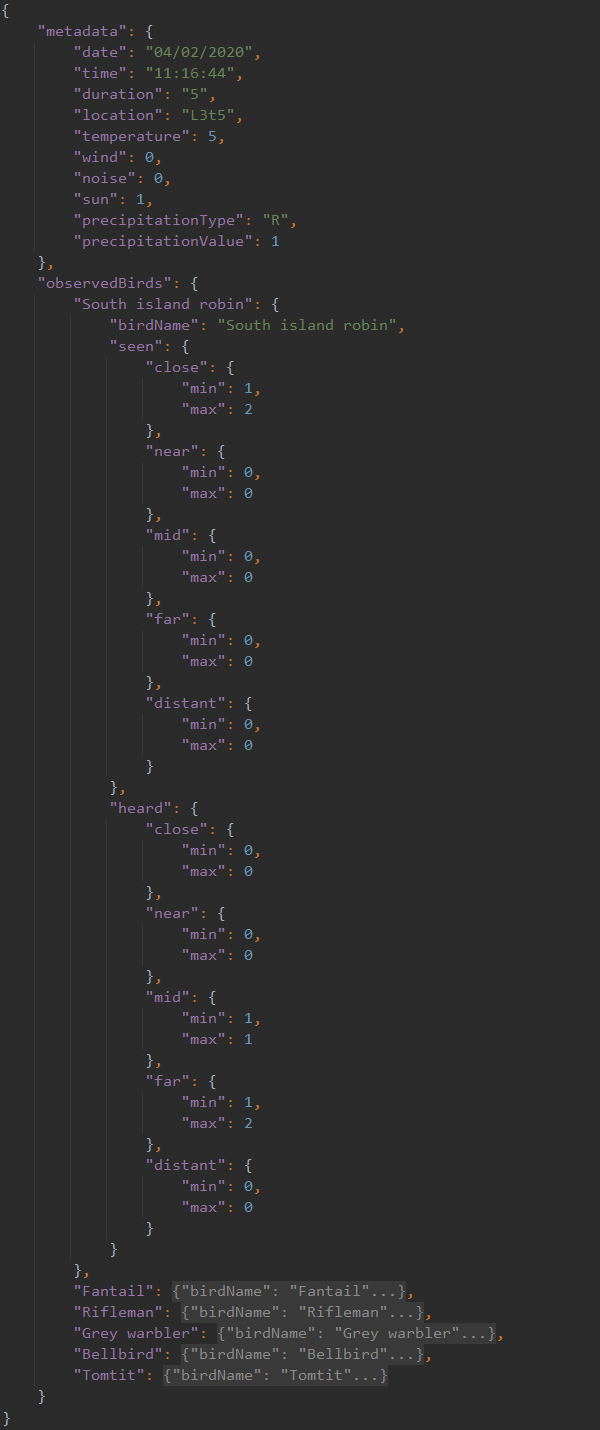 {
    "metadata": {
        "date": "04/02/2020",
        "time": "11:16:44",
        "duration": "5",
        "location": "L3t5",
        "temperature": 5,
        "wind": 0,
        "noise": 0,
        "sun": 1,
        "precipitationType": "R",
        "precipitationValue": 1
    },
    "observedBirds": {
        "South island robin": {
            "birdName": "South island robin",
            "seen": {
                "close": {
                    "min": 1,
                    "max": 2
                },
                "near": {
                    "min": 0,
                    "max": 0
                },
                "mid": {
                    "min": 0,
                    "max": 0
                },
                "far": {
                    "min": 0,
                    "max": 0
                },
                "distant": {
                    "min": 0,
                    "max": 0
                }
            },
            "heard": {
                "close": {
                    "min": 0,
                    "max": 0
                },
                "near": {
                    "min": 0,
                    "max": 0
                },
                "mid": {
                    "min": 1,
                    "max": 1
                },
                "far": {
                    "min": 1,
                    "max": 2
                },
                "distant": {
                    "min": 0,
                    "max": 0
                }
            }
        },
        "Fantail": {"birdName": "Fantail"...},
        "Rifleman": {"birdName": "Rifleman"...},
        "Grey warbler": {"birdName": "Grey warbler"...},
        "Bellbird": {"birdName": "Bellbird"...},
        "Tomtit": {"birdName": "Tomtit"...}
    }
}